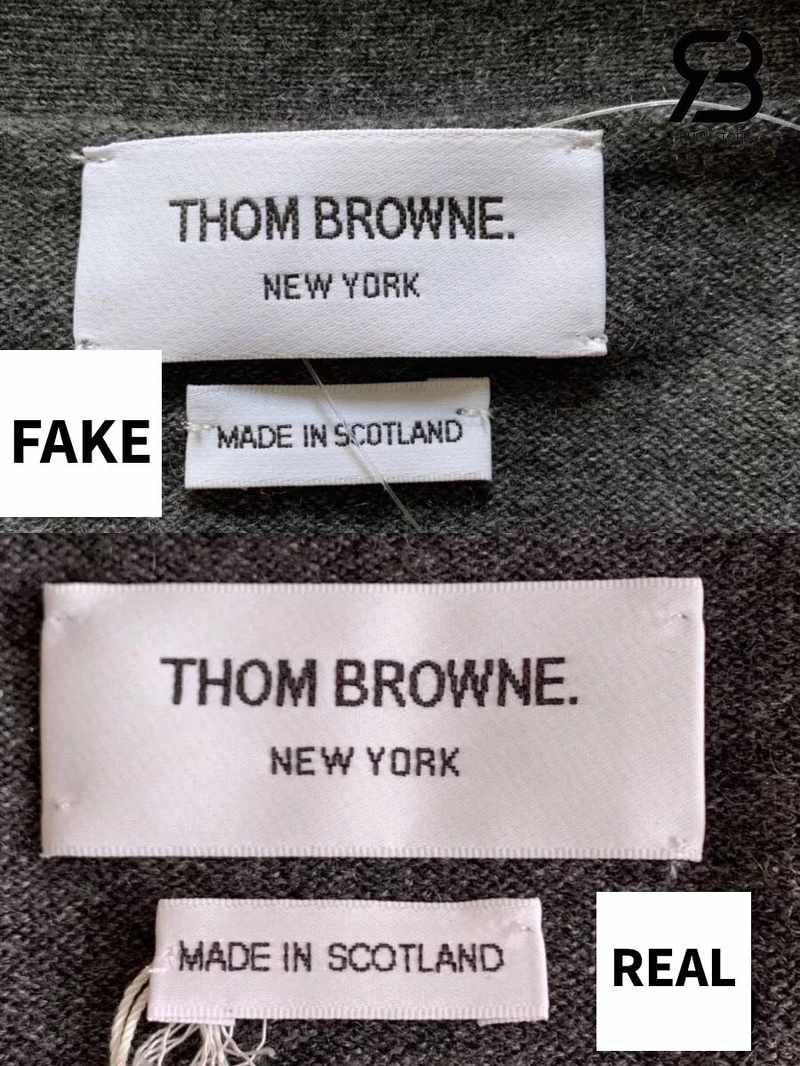 THOM BROWNE.
NEW YORK
FAKE
MADE IN SCOTLAND
THOM BROWNE.
NEW YORK
MADE IN SCOTLAND
REAL